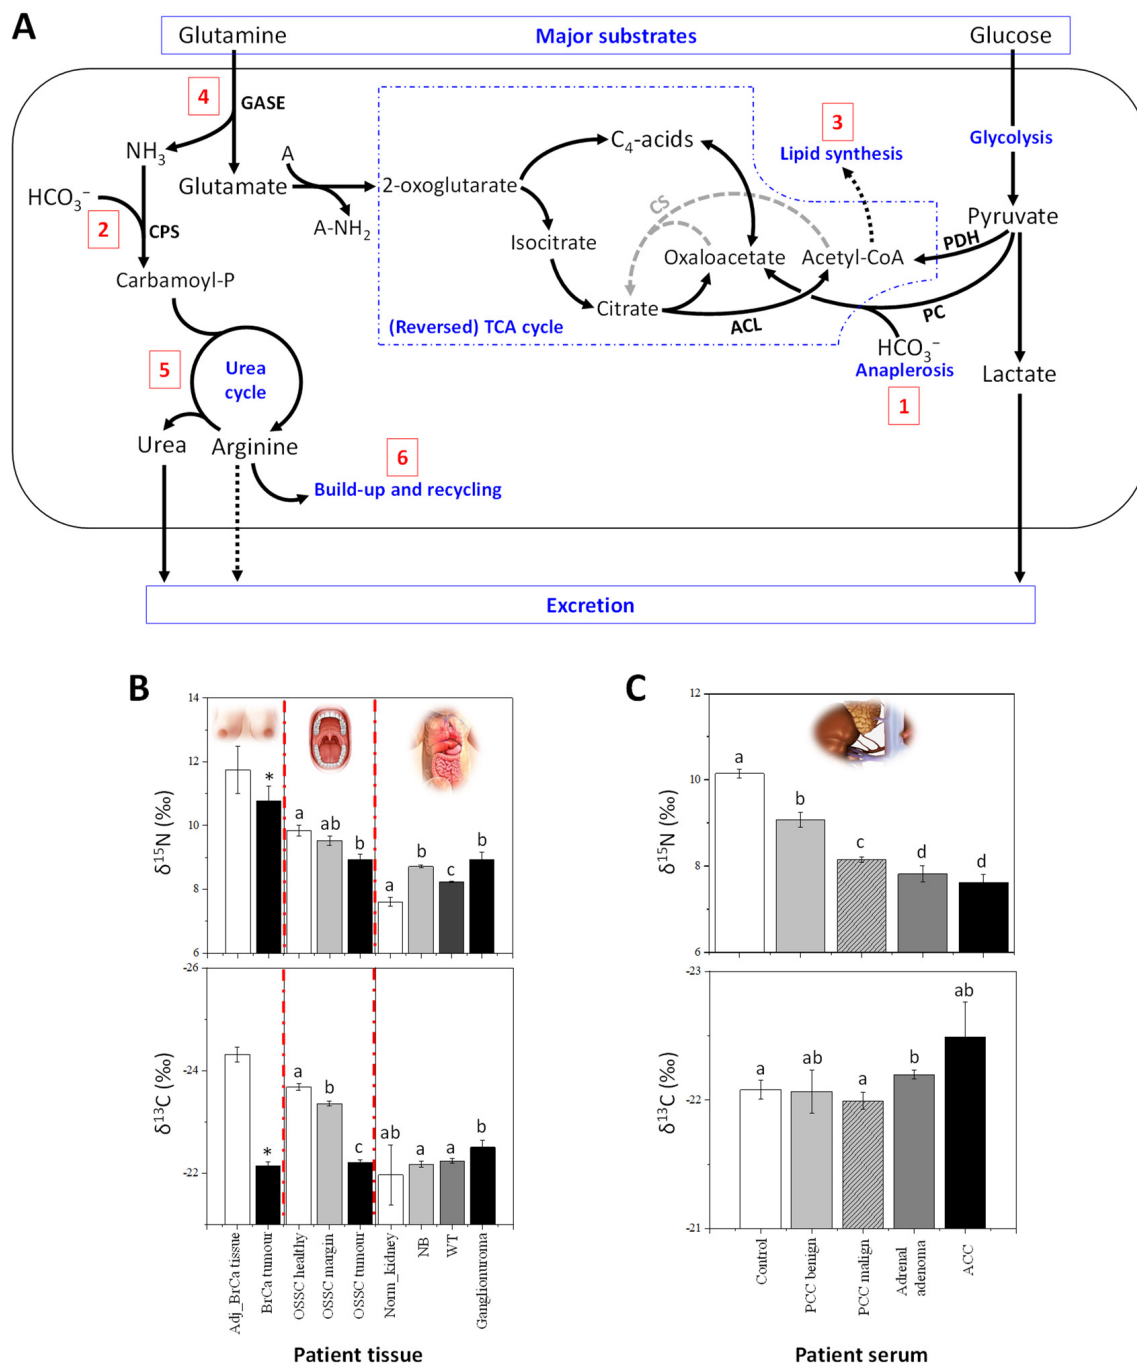 A
Glutamine
Major substrates
Glucose
4
GASE
3
NH3
C4-acids
Lipid synthesis
Glycolysis
A
Glutamate
2-oxoglutarate
HCO3−
CS
Pyruvate
2
CPS
A-NH2
Isocitrate
PDH
Oxaloacetate
Acetyl-CoA
Carbamoyl-P
Citrate
PC
(Reversed) TCA cycle
ACL
HCO3−
5
Urea
cycle
Anaplerosis
Lactate
1
Urea
Arginine
6
Build-up and recycling
Excretion
B
14
12
10
8
6
δ15N (‰)
*
a
ab
b
a
b
c
b
-26
-24
-22
δ13C (‰)
*
a
b
c
ab
a
a
b
Adj_BrCa tissue
BrCa tumour
OSSC healthy
OSSC margin
OSSC tumour
Norm_kidney
NB
WT
Ganglionuroma
Patient tissue
C
12
10
8
6
δ15N (‰)
a
b
c
d
d
-23
-22
-21
δ13C (‰)
a
ab
a
b
ab
Control
PCC benign
PCC malign
Adrenal
adenoma
ACC
Patient serum